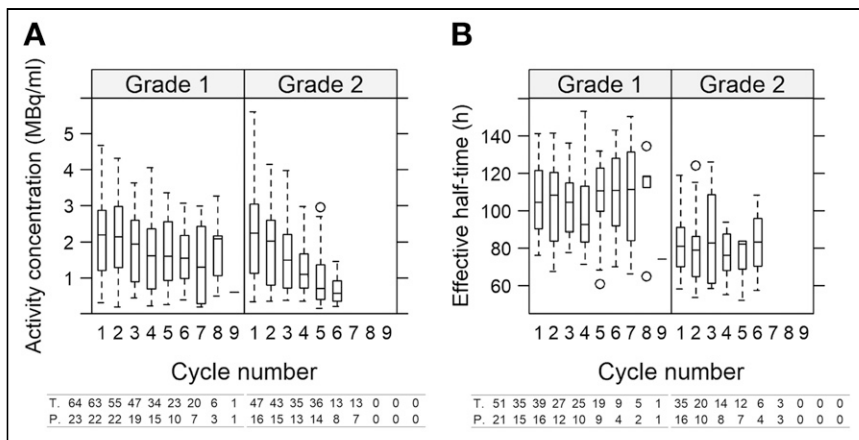 A
B
Grade 1 Grade 2
Grade 1 Grade 2
Activity concentration (MBq/ml)
5
4
3
2
1
Effective half-time (h)
140
120
100
80
60
1 2 3 4 5 6 7 8 9 1 2 3 4 5 6 7 8 9
1 2 3 4 5 6 7 8 9 1 2 3 4 5 6 7 8 9
Cycle number
Cycle number
T. 64 63 55 47 34 23 20 6 1 47 43 35 36 13 13 0 0 0
P. 23 22 22 19 15 10 7 3 1 16 15 13 14 8 7 0 0 0
T. 51 35 39 27 25 19 9 5 1 35 20 14 12 6 3 0 0 0
P. 21 15 16 12 10 9 4 2 1 16 10 8 7 4 3 0 0 0